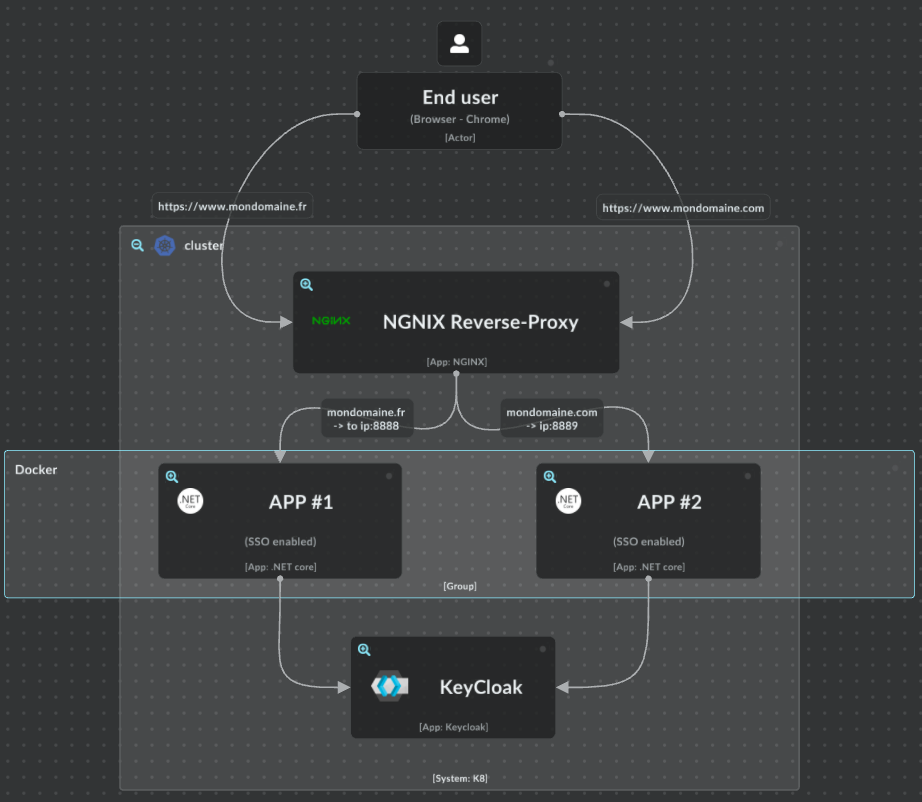 End user
(Browser - Chrome)
[Actor]
https://www.mondomaine.fr
https://www.mondomaine.com
cluster
NGINX
NGNIX Reverse-Proxy
[App: NGINX]
mondomaine.fr
-> to ip:8888
mondomaine.com
-> ip:8889
Docker
.NET
Core
APP #1
(SSO enabled)
[App: .NET core]
.NET
Core
APP #2
(SSO enabled)
[App: .NET core]
[Group]
KeyCloak
[App: Keycloak]
[System: K8]